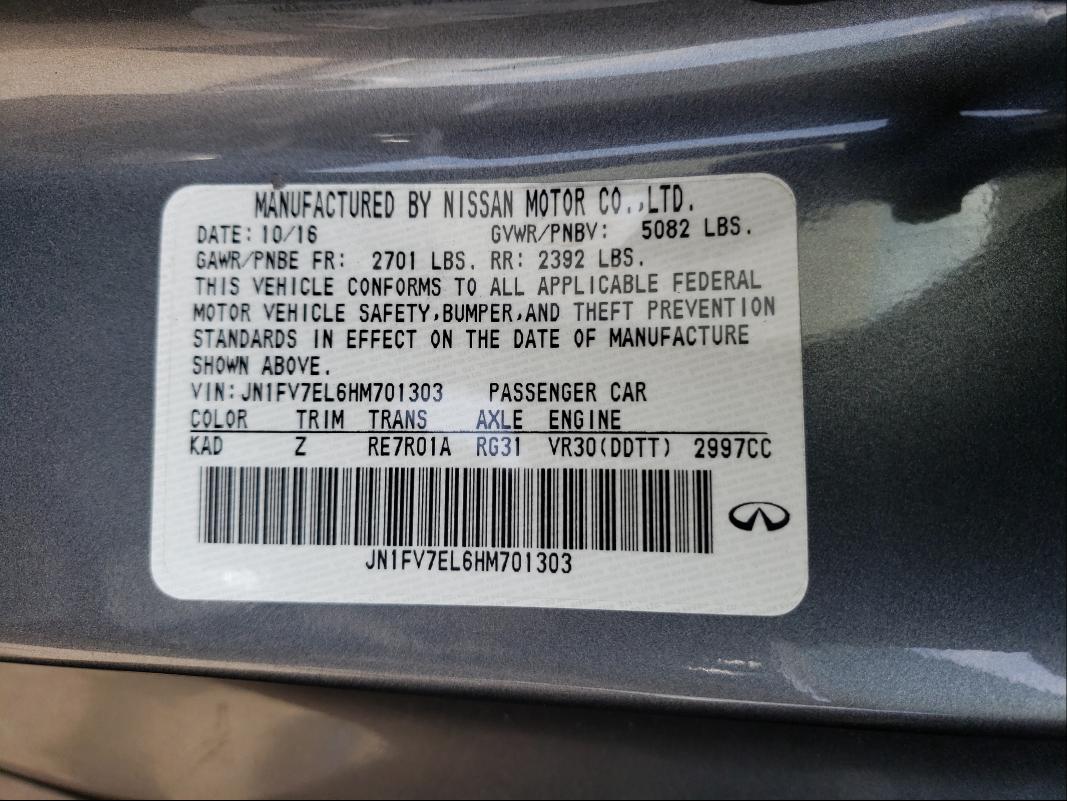 MANUFACTURED BY NISSAN MOTOR CO.,LTD.
DATE: 10/16 GVWR/PNBV: 5082 LBS.
GAWR/PNBE FR: 2701 LBS. RR: 2392 LBS.
THIS VEHICLE CONFORMS TO ALL APPLICABLE FEDERAL
MOTOR VEHICLE SAFETY,BUMPER,AND THEFT PREVENTION
STANDARDS IN EFFECT ON THE DATE OF MANUFACTURE
SHOWN ABOVE.
VIN:JN1FV7EL6HM701303 PASSENGER CAR
COLOR TRIM TRANS AXLE ENGINE
KAD Z RE7R01A RG31 VR30(DDTT) 2997CC
JN1FV7EL6HM701303